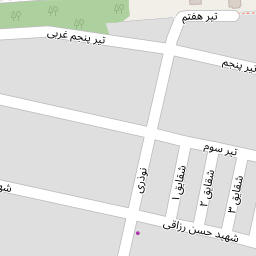 تیر هفتم
تیر پنجم غربی
تیر پنجم
تیر سوم
نوذری
شقایق ۱
شقایق ۲
شقایق ۳
شهید حسن رزاقی